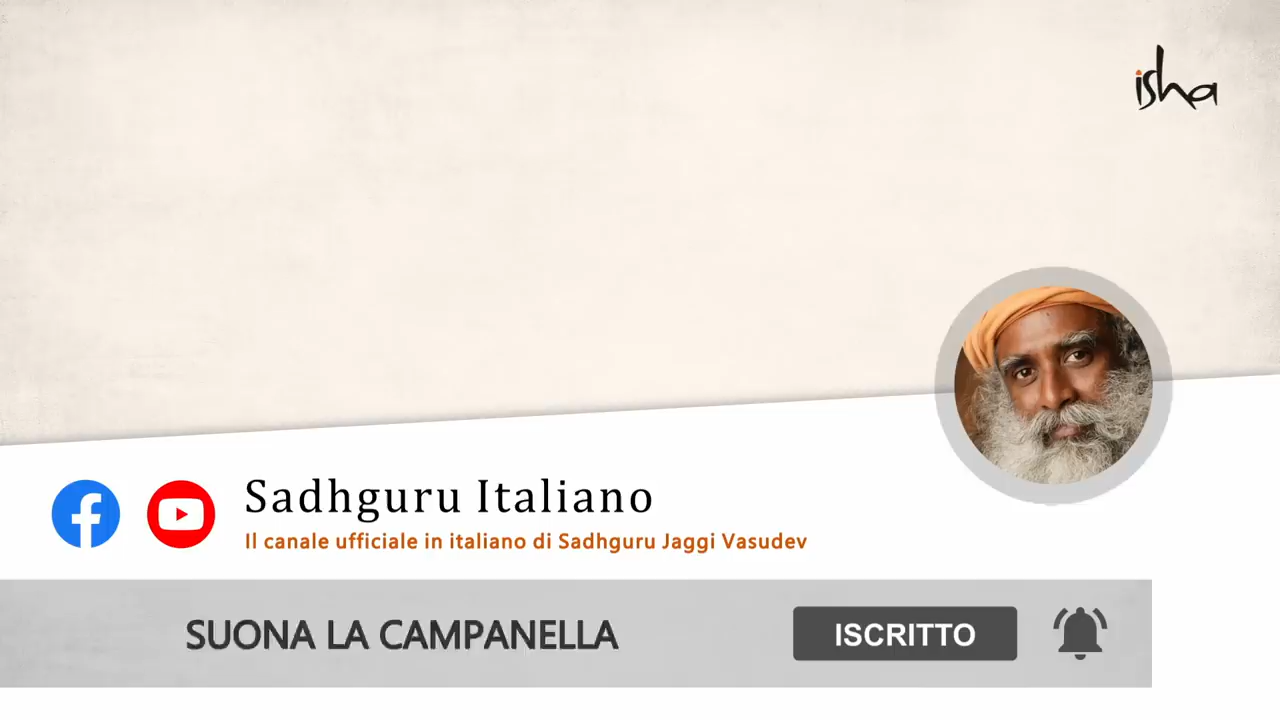 isha
Sadhguru Italiano
Il canale ufficiale in italiano di Sadhguru Jaggi Vasudev
SUONA LA CAMPANELLA
ISCRITTO